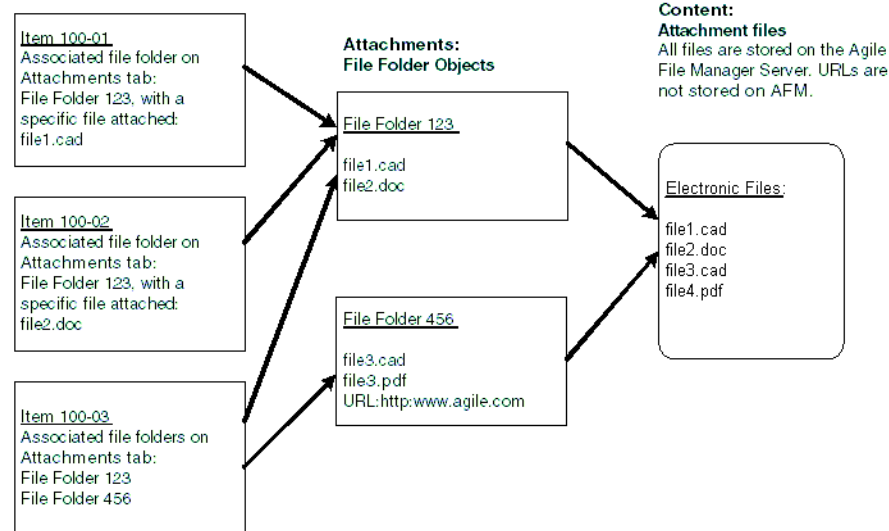 Item 100-01
Associated file folder on
Attachments tab:
File Folder 123, with a
specific file attached:
file1.cad
Item 100-02
Associated file folder on
Attachments tab:
File Folder 123, with a
specific file attached:
file2.doc
Item 100-03
Associated file folders on
Attachments tab:
File Folder 123
File Folder 456
Attachments:
File Folder Objects
File Folder 123
file1.cad
file2.doc
File Folder 456
file3.cad
file3.pdf
URL:http:www.agile.com
Content:
Attachment files
All files are stored on the Agile
File Manager Server. URLs are
not stored on AFM.
Electronic Files:
file1.cad
file2.doc
file3.cad
file4.pdf